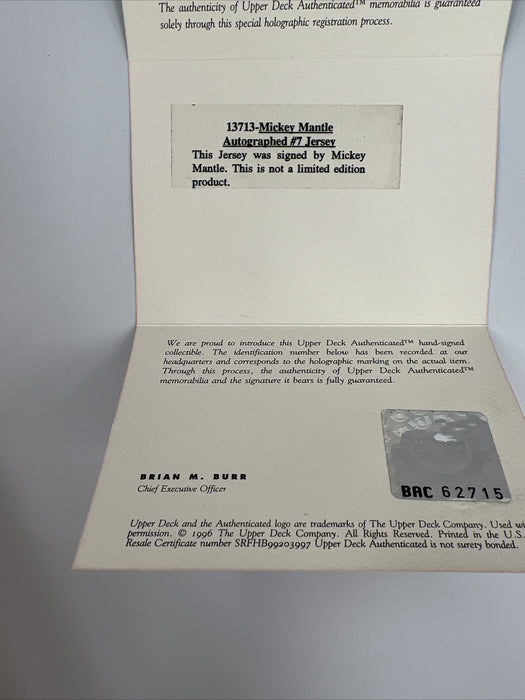 The authenticity of Upper Deck Authenticated™ memorabilia is guaranteed
solely through this special holographic registration process.
13713-Mickey Mantle
Autographed #7 Jersey
This Jersey was signed by Mickey
Mantle. This is not a limited edition
product.
We are proud to introduce this Upper Deck Authenticated™ hand-signed
collectible. The identification number below has been recorded at our
headquarters and corresponds to the holographic marking on the actual item.
Through this process, the authenticity of Upper Deck Authenticated™
memorabilia and the signature it bears is fully guaranteed.
BRIAN M. BURR
Chief Executive Officer
BAC 62715
Upper Deck and the Authenticated logo are trademarks of The Upper Deck Company. Used wi
permission. © 1996 The Upper Deck Company. All Rights Reserved. Printed in the U.S.
Resale Certificate number SRFHB99203997 Upper Deck Authenticated is not surety bonded.